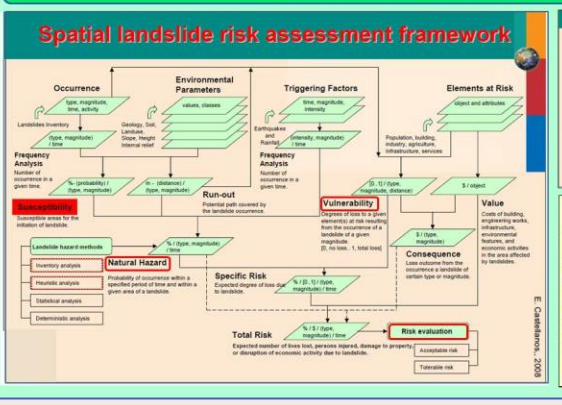 Spatial landslide risk assessment framework
Occurrence
type, magnitude,
time, activity
Landslides Inventory
(type, magnitude)
/ time
Frequency
Analysis
Number of
occurrence in a
given time.
%- (probability) /
(type, magnitude)
Susceptibility
Susceptible areas for the
initiation of landslide.
Environmental
Parameters
values, classes
Geology, Soil,
Landuse,
Slope, Height
Internal relief
m - (distance) /
(type, magnitude)
Run-out
Potential path covered by
the landslide occurrence.
Triggering Factors
time, magnitude,
intensity
Earthquakes
and
Rainfall
(intensity, magnitude)
/ time
Frequency
Analysis
Number of
occurrence in a
given time.
Elements at Risk
object and attributes
Population, building,
industry, agriculture,
infrastructure, services
[0..1] / (type,
magnitude, distance)
$ / object
Vulnerability
Degrees of loss to a given
element(s) at risk resulting
from the occurrence of a
landslide of a given
magnitude.
[0, no loss.. 1, total loss]
Value
Costs of building,
engineering works,
infrastructure,
environmental
features, and
economic activities
in the area affected
by landslides.
$ / (type,
magnitude)
Consequence
Loss outcome from the
occurrence a landslide of
certain type or magnitude.
Landslide hazard methods
Inventory analysis
Heuristic analysis
Statistical analysis
Deterministic analysis
% / (type, magnitude)
/ time
Natural Hazard
Probability of occurrence within a
specified period of time and within a
given area of a landslide.
Specific Risk
Expected degree of loss due
to landslide.
% / [0..1] / (type,
magnitude) / time
Total Risk
% / $ / (type,
magnitude) / time
Expected number of lives lost, persons injured, damage to property,
or disruption of economic activity due to landslide.
Risk evaluation
Acceptable risk
Tolerable risk
E. Castellanos., 2008